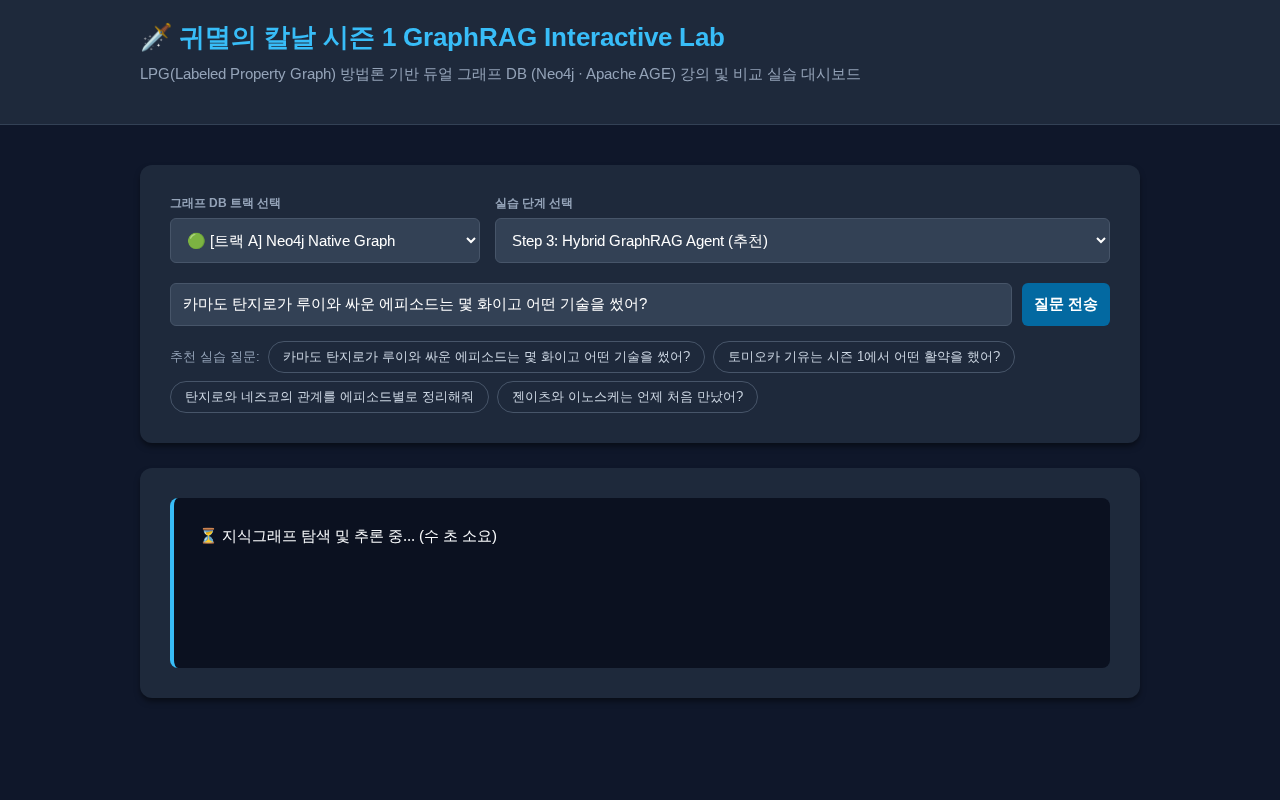 🗡️ 귀멸의 칼날 시즌 1 GraphRAG Interactive Lab
LPG(Labeled Property Graph) 방법론 기반 듀얼 그래프 DB (Neo4j · Apache AGE) 강의 및 비교 실습 대시보드
그래프 DB 트랙 선택
실습 단계 선택
🟢 [트랙 A] Neo4j Native Graph
Step 3: Hybrid GraphRAG Agent (추천)
카마도 탄지로가 루이와 싸운 에피소드는 몇 화이고 어떤 기술을 썼어?
질문 전송
추천 실습 질문:
카마도 탄지로가 루이와 싸운 에피소드는 몇 화이고 어떤 기술을 썼어?
토미오카 기유는 시즌 1에서 어떤 활약을 했어?
탄지로와 네즈코의 관계를 에피소드별로 정리해줘
젠이츠와 이노스케는 언제 처음 만났어?
⏳ 지식그래프 탐색 및 추론 중... (수 초 소요)